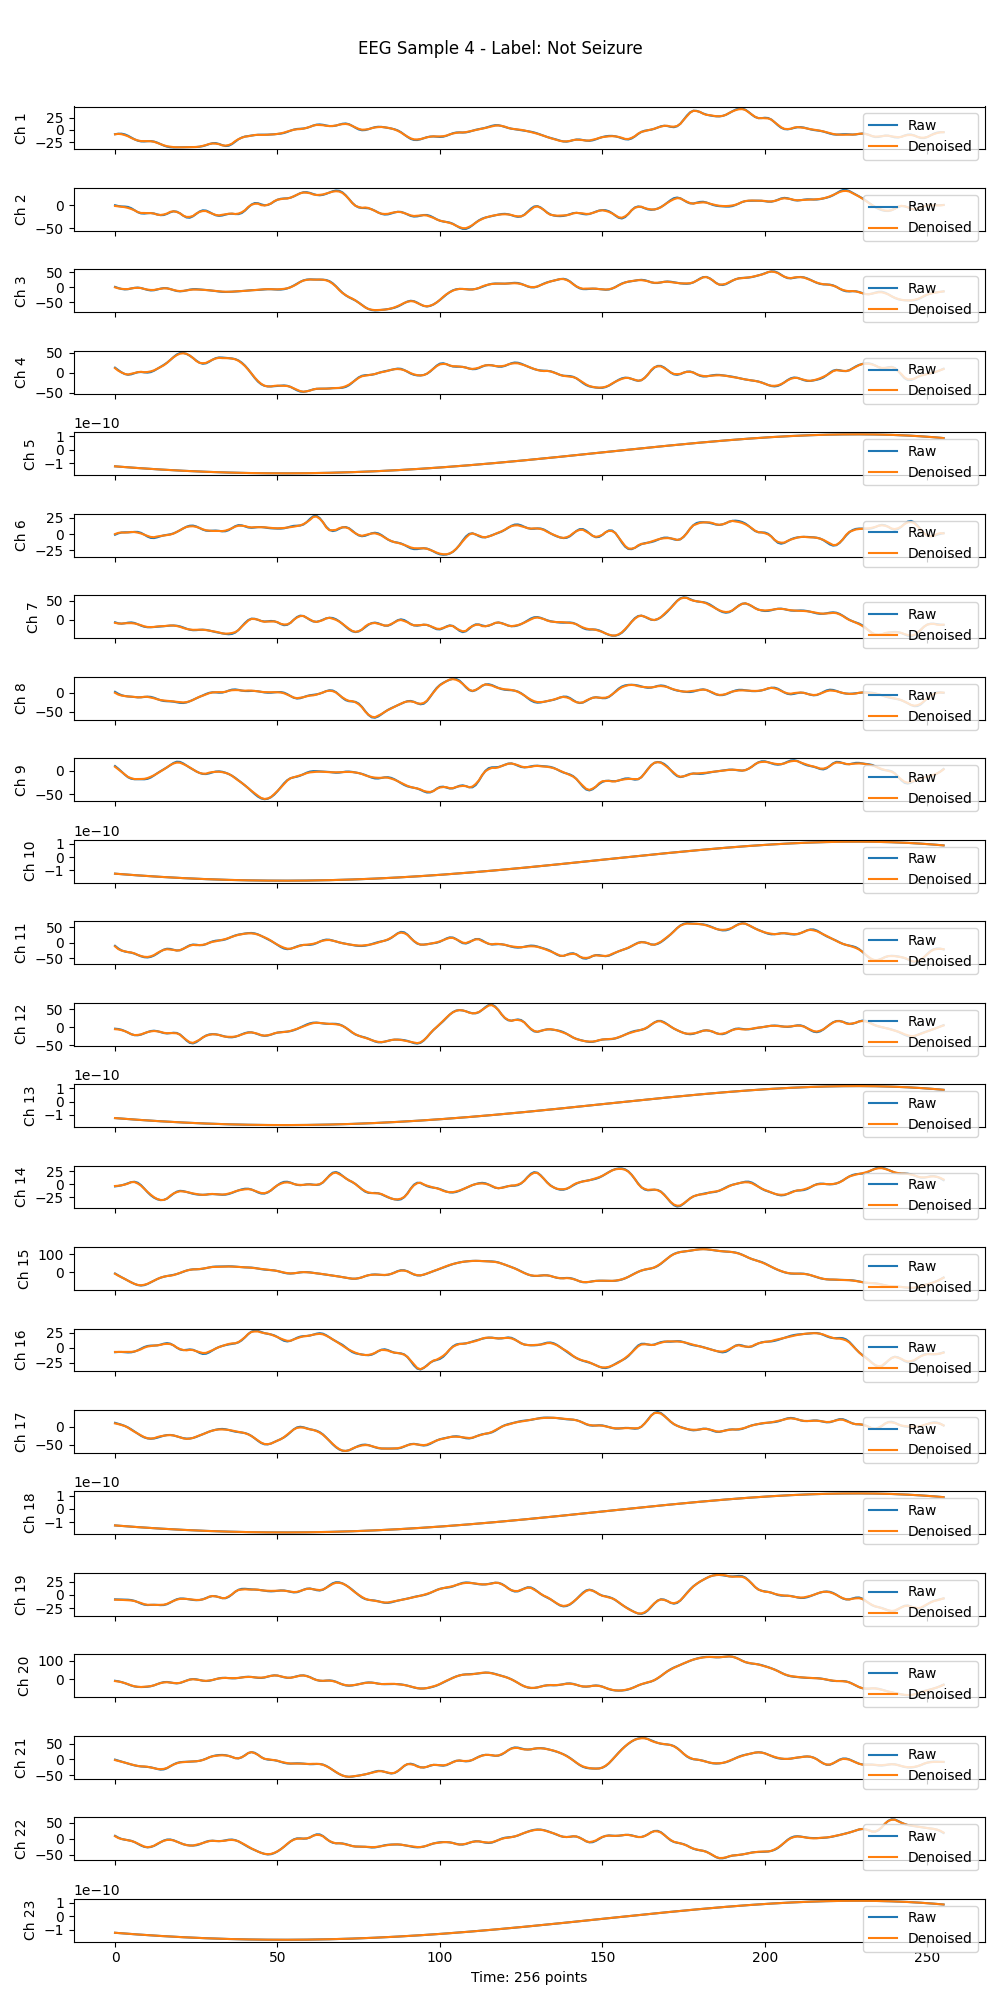 EEG Sample 4 - Label: Not Seizure
Ch 1
25
0
−25
Raw
Denoised
Ch 2
0
−50
Raw
Denoised
Ch 3
50
0
−50
Raw
Denoised
Ch 4
50
0
−50
Raw
Denoised
1e−10
Ch 5
1
0
−1
Raw
Denoised
Ch 6
25
0
−25
Raw
Denoised
Ch 7
50
0
Raw
Denoised
Ch 8
0
−50
Raw
Denoised
Ch 9
0
−50
Raw
Denoised
1e−10
Ch 10
1
0
−1
Raw
Denoised
Ch 11
50
0
−50
Raw
Denoised
Ch 12
50
0
−50
Raw
Denoised
1e−10
Ch 13
1
0
−1
Raw
Denoised
Ch 14
25
0
−25
Raw
Denoised
Ch 15
100
0
Raw
Denoised
Ch 16
25
0
−25
Raw
Denoised
Ch 17
0
−50
Raw
Denoised
1e−10
Ch 18
1
0
−1
Raw
Denoised
Ch 19
25
0
−25
Raw
Denoised
Ch 20
100
0
Raw
Denoised
Ch 21
50
0
−50
Raw
Denoised
Ch 22
50
0
−50
Raw
Denoised
1e−10
Ch 23
1
0
−1
Raw
Denoised
0 50 100 150 200 250
Time: 256 points